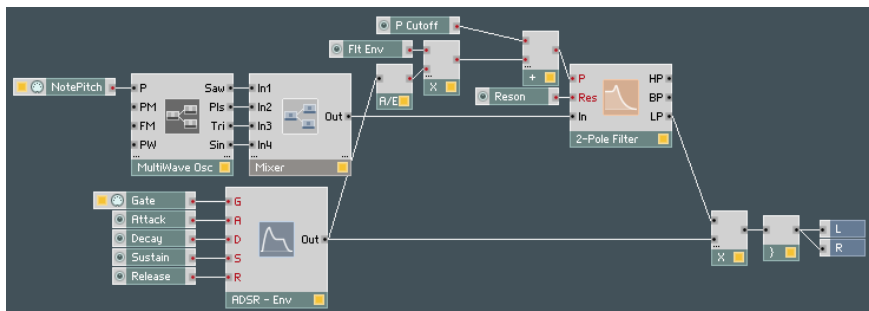 P Cutoff
Flt Env
+
X
A/E
NotePitch
P Saw
PM Pls
FM Tri
PW Sin
MultiWave Osc
In1
In2
In3
In4
Out
Mixer
Reson
P
Res
In
HP
BP
LP
2-Pole Filter
Gate
Attack
Decay
Sustain
Release
G
A
D
S
R
Out
ADSR - Env
X
}
L
R